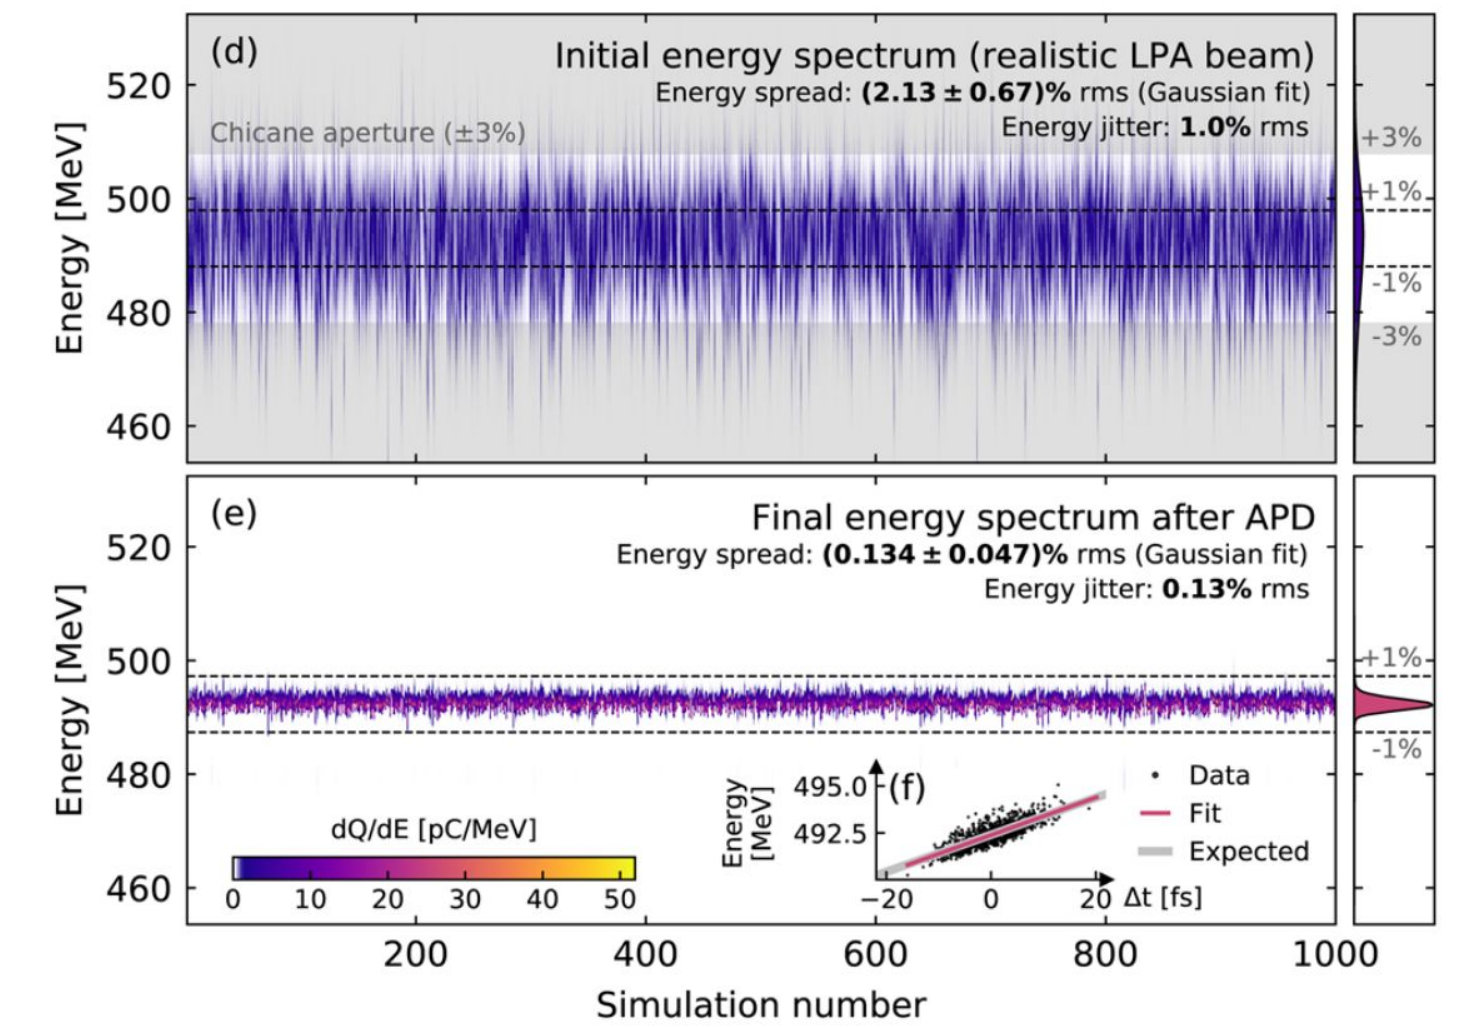 (d)
Initial energy spectrum (realistic LPA beam)
Energy spread: (2.13 ± 0.67)% rms (Gaussian fit)
Energy jitter: 1.0% rms
Chicane aperture (±3%)
Energy [MeV]
520
500
480
460
+3%
+1%
-1%
-3%
(e)
Final energy spectrum after APD
Energy spread: (0.134 ± 0.047)% rms (Gaussian fit)
Energy jitter: 0.13% rms
Energy [MeV]
520
500
480
460
+1%
-1%
dQ/dE [pC/MeV]
0 10 20 30 40 50
(f)
Energy
[MeV]
495.0
492.5
−20 0 20 Δt [fs]
Data
Fit
Expected
200 400 600 800 1000
Simulation number